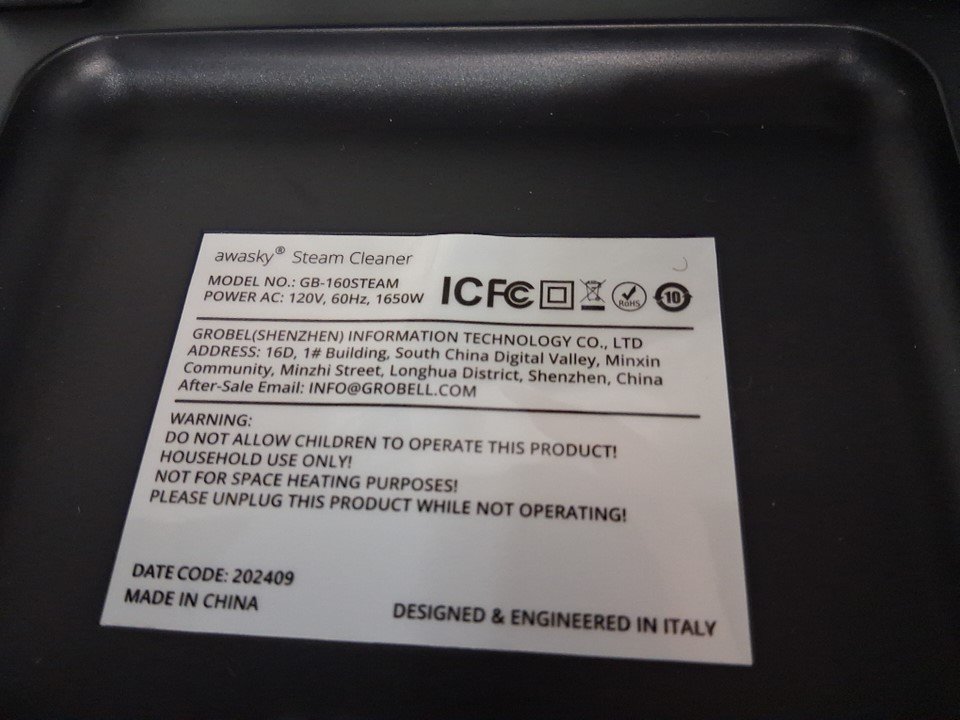 awasky® Steam Cleaner
MODEL NO.: GB-160STEAM
POWER AC: 120V, 60Hz, 1650W
IC FC
RoHS
10
GROBEL(SHENZHEN) INFORMATION TECHNOLOGY CO., LTD
ADDRESS: 16D, 1# Building, South China Digital Valley, Minxin
Community, Minzhi Street, Longhua District, Shenzhen, China
After-Sale Email: INFO@GROBELL.COM
WARNING:
DO NOT ALLOW CHILDREN TO OPERATE THIS PRODUCT!
HOUSEHOLD USE ONLY!
NOT FOR SPACE HEATING PURPOSES!
PLEASE UNPLUG THIS PRODUCT WHILE NOT OPERATING!
DATE CODE: 202409
MADE IN CHINA
DESIGNED & ENGINEERED IN ITALY